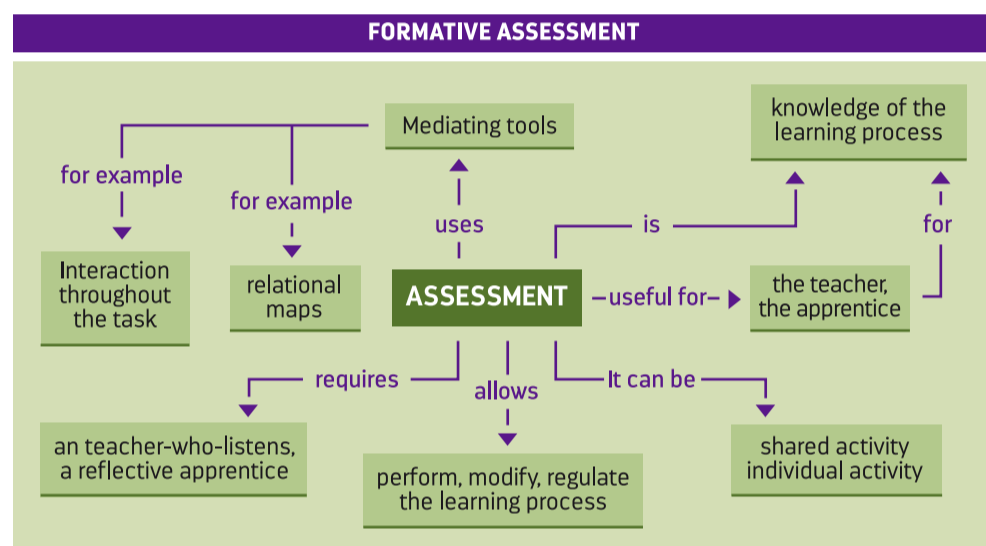 FORMATIVE ASSESSMENT
Mediating tools
knowledge of the
learning process
for example
for example
uses
is
for
Interaction
throughout
the task
relational
maps
ASSESSMENT
useful for
the teacher,
the apprentice
requires
allows
It can be
an teacher-who-listens,
a reflective apprentice
perform, modify, regulate
the learning process
shared activity
individual activity